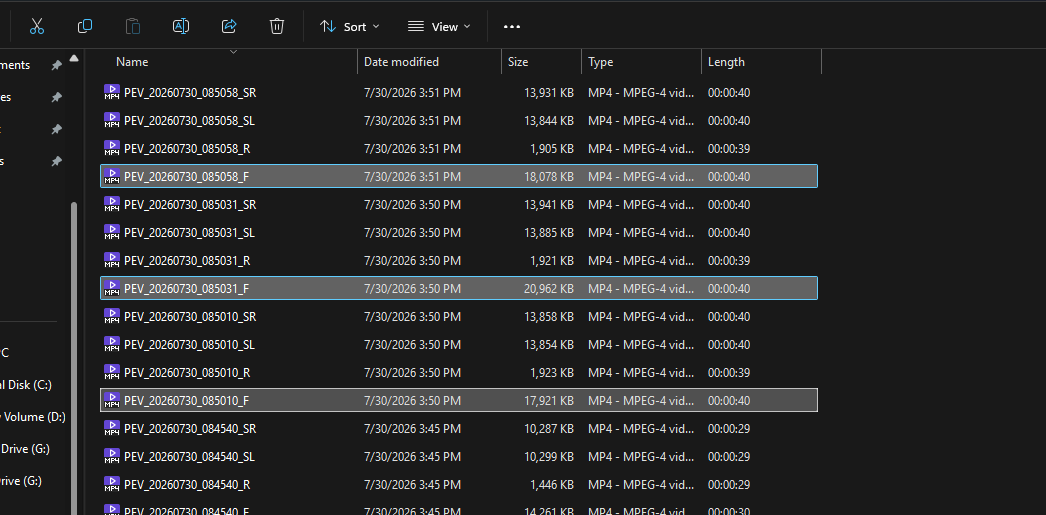 Sort View
Name Date modified Size Type Length
ments
PEV_20260730_085058_SR 7/30/2026 3:51 PM 13,931 KB MP4 - MPEG-4 vid... 00:00:40
es
PEV_20260730_085058_SL 7/30/2026 3:51 PM 13,844 KB MP4 - MPEG-4 vid... 00:00:40
PEV_20260730_085058_R 7/30/2026 3:51 PM 1,905 KB MP4 - MPEG-4 vid... 00:00:39
s
PEV_20260730_085058_F 7/30/2026 3:51 PM 18,078 KB MP4 - MPEG-4 vid... 00:00:40
PEV_20260730_085031_SR 7/30/2026 3:50 PM 13,941 KB MP4 - MPEG-4 vid... 00:00:40
PEV_20260730_085031_SL 7/30/2026 3:50 PM 13,885 KB MP4 - MPEG-4 vid... 00:00:40
PEV_20260730_085031_R 7/30/2026 3:50 PM 1,921 KB MP4 - MPEG-4 vid... 00:00:39
PEV_20260730_085031_F 7/30/2026 3:50 PM 20,962 KB MP4 - MPEG-4 vid... 00:00:40
PEV_20260730_085010_SR 7/30/2026 3:50 PM 13,858 KB MP4 - MPEG-4 vid... 00:00:40
PEV_20260730_085010_SL 7/30/2026 3:50 PM 13,854 KB MP4 - MPEG-4 vid... 00:00:40
PC
PEV_20260730_085010_R 7/30/2026 3:50 PM 1,923 KB MP4 - MPEG-4 vid... 00:00:39
l Disk (C:)
PEV_20260730_085010_F 7/30/2026 3:50 PM 17,921 KB MP4 - MPEG-4 vid... 00:00:40
Volume (D:)
PEV_20260730_084540_SR 7/30/2026 3:45 PM 10,287 KB MP4 - MPEG-4 vid... 00:00:29
Drive (G:)
PEV_20260730_084540_SL 7/30/2026 3:45 PM 10,299 KB MP4 - MPEG-4 vid... 00:00:29
rive (G:)
PEV_20260730_084540_R 7/30/2026 3:45 PM 1,446 KB MP4 - MPEG-4 vid... 00:00:29
PEV_20260730_084540_F 7/30/2026 3:45 PM 14,261 KB MP4 - MPEG-4 vid... 00:00:30